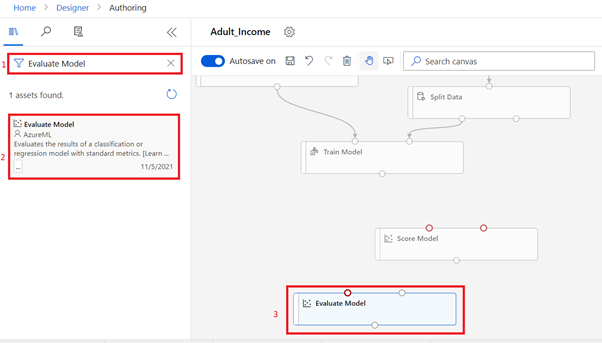 Home > Designer > Authoring
Adult_Income
1
Evaluate Model
Autosave on
Search canvas
1 assets found.
Split Data
2
Evaluate Model
AzureML
Evaluates the results of a classification or
regression model with standard metrics. [Learn ...
...
11/5/2021
Train Model
Score Model
3
Evaluate Model